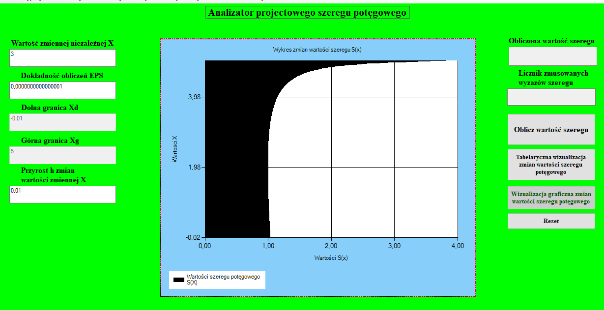 Analizator projectowego szeregu potęgowego
Wartość zmiennej niezależnej X
5
Dokładność obliczeń EPS
0,0000000000000001
Dolna granica Xd
-0.01
Górna granica Xg
5
Przyrost h zmian
wartości zmiennej X
0,01
Wykres zmian wartości szeregu S(x)
Wartości X
3,98
1,98
-0,02
0,00 1,00 2,00 3,00 4,00
Wartości S(x)
Wartości szeregu potęgowego
S(X)
Obliczona wartość szeregu
Licznik zsumowanych
wyrazów szeregu
Oblicz wartość szeregu
Tabelaryczna wizualizacja
zmian wartości szeregu
potęgowego
Wizualizacja graficzna zmian
wartości szeregu potęgowego
Reset